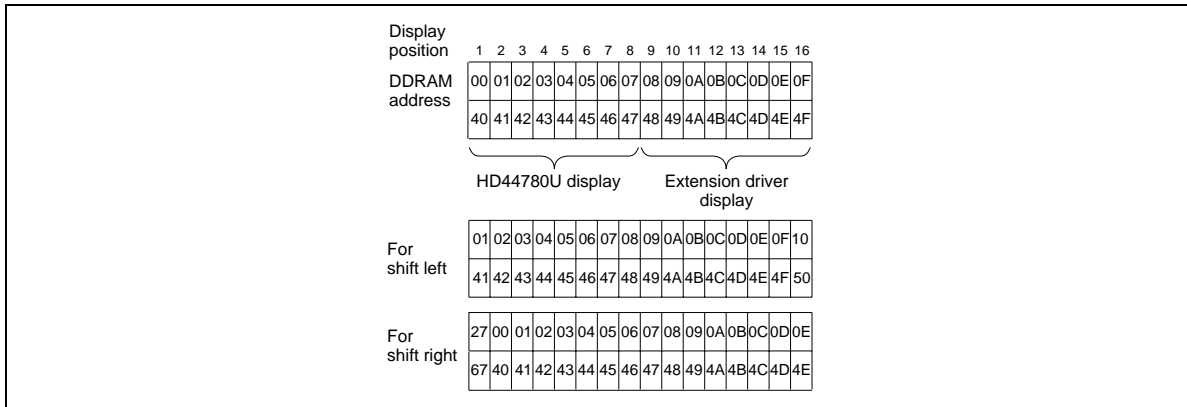 Display
position 1 2 3 4 5 6 7 8 9 10 11 12 13 14 15 16
DDRAM
address
00 01 02 03 04 05 06 07 08 09 0A 0B 0C 0D 0E 0F
40 41 42 43 44 45 46 47 48 49 4A 4B 4C 4D 4E 4F
HD44780U display
Extension driver
display
For
shift left
01 02 03 04 05 06 07 08 09 0A 0B 0C 0D 0E 0F 10
41 42 43 44 45 46 47 48 49 4A 4B 4C 4D 4E 4F 50
For
shift right
27 00 01 02 03 04 05 06 07 08 09 0A 0B 0C 0D 0E
67 40 41 42 43 44 45 46 47 48 49 4A 4B 4C 4D 4E